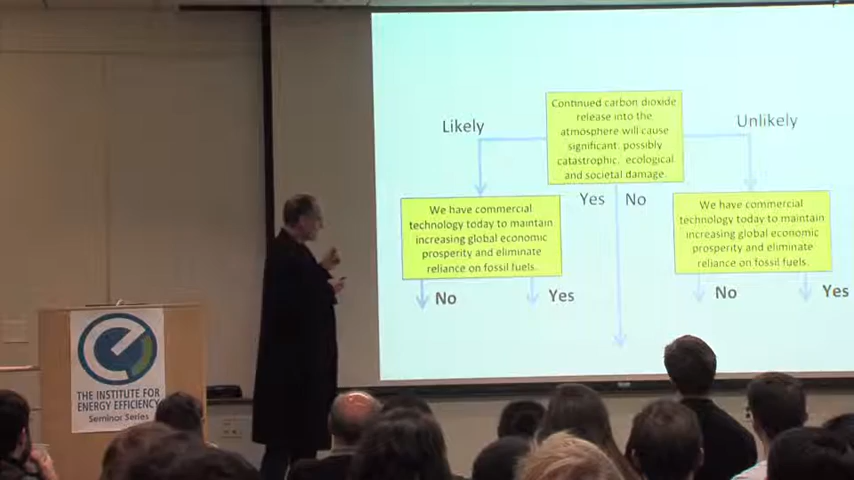 Continued carbon dioxide
release into the
atmosphere will cause
significant, possibly
catastrophic, ecological
and societal damage.
Likely
Unlikely
Yes
No
We have commercial
technology today to maintain
increasing global economic
prosperity and eliminate
reliance on fossil fuels.
No
Yes
We have commercial
technology today to maintain
increasing global economic
prosperity and eliminate
reliance on fossil fuels.
No
Yes
THE INSTITUTE FOR
ENERGY EFFICIENCY
Seminar Series